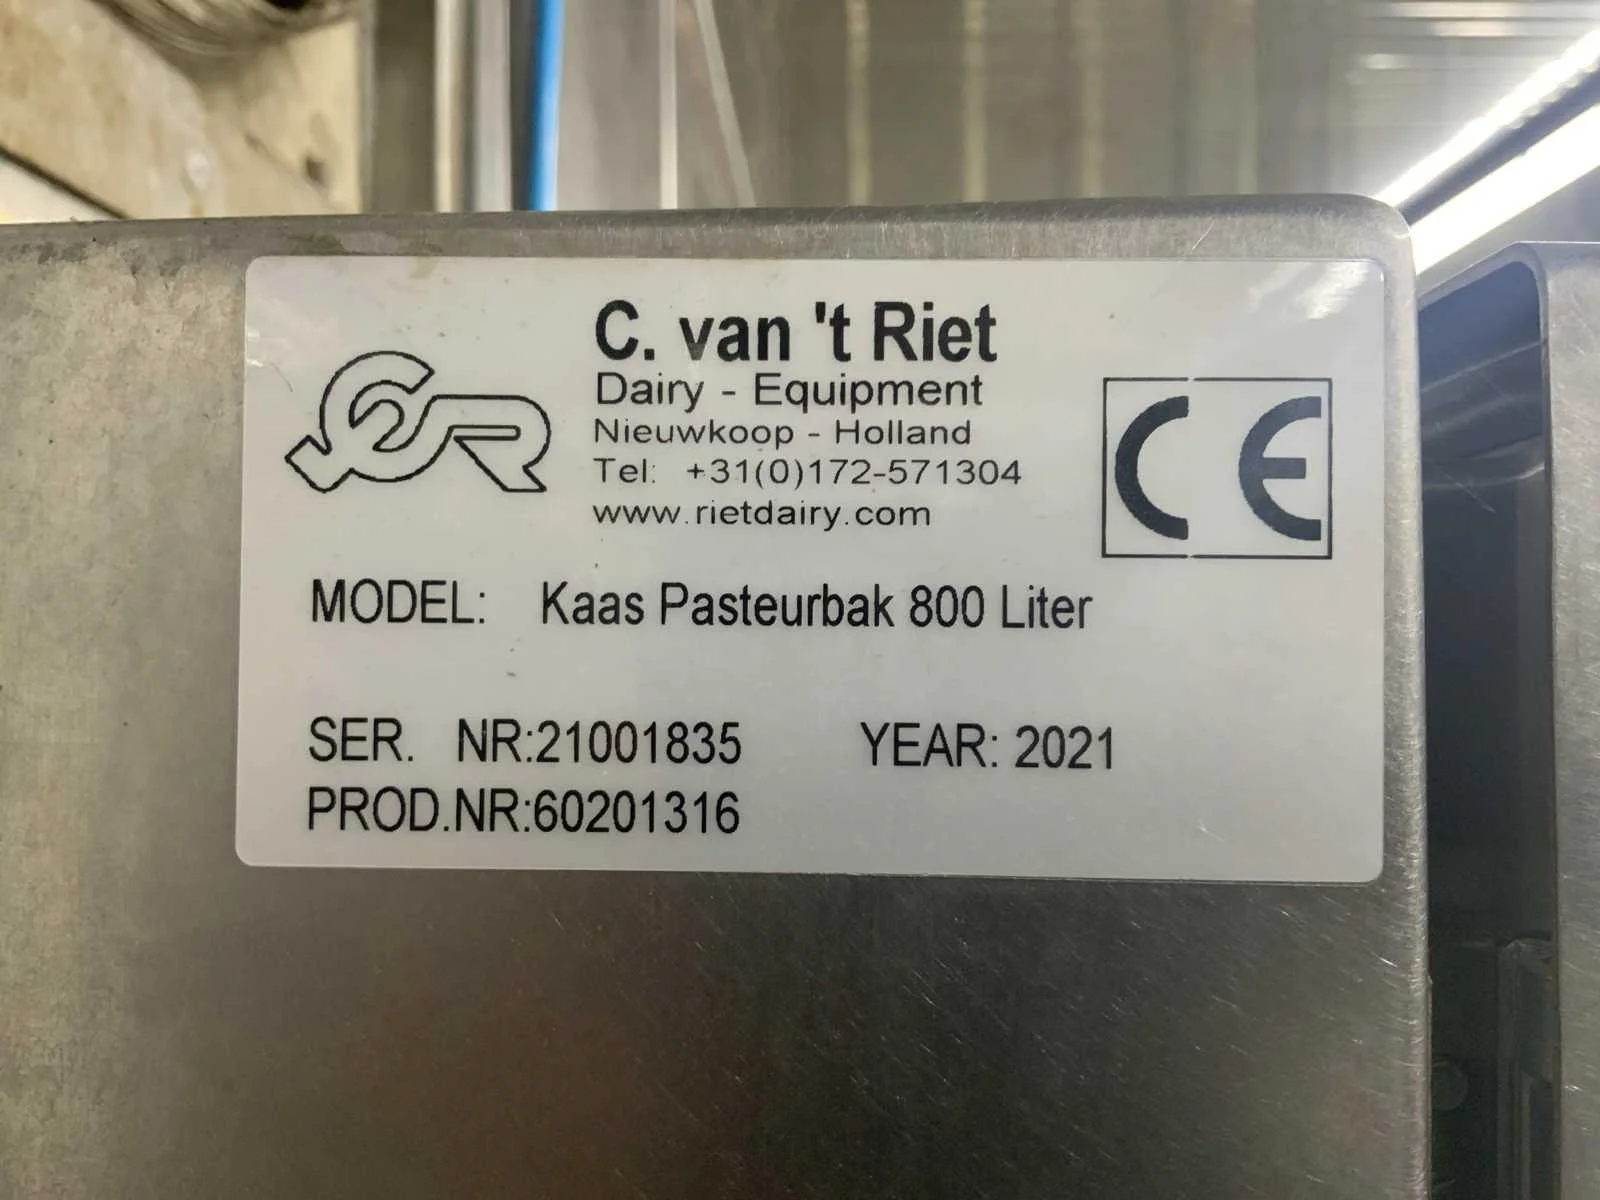 C. van 't Riet
Dairy - Equipment
Nieuwkoop - Holland
Tel: +31(0)172-571304
www.rietdairy.com
CR
CE
MODEL: Kaas Pasteurbak 800 Liter
SER. NR:21001835 YEAR: 2021
PROD.NR:60201316